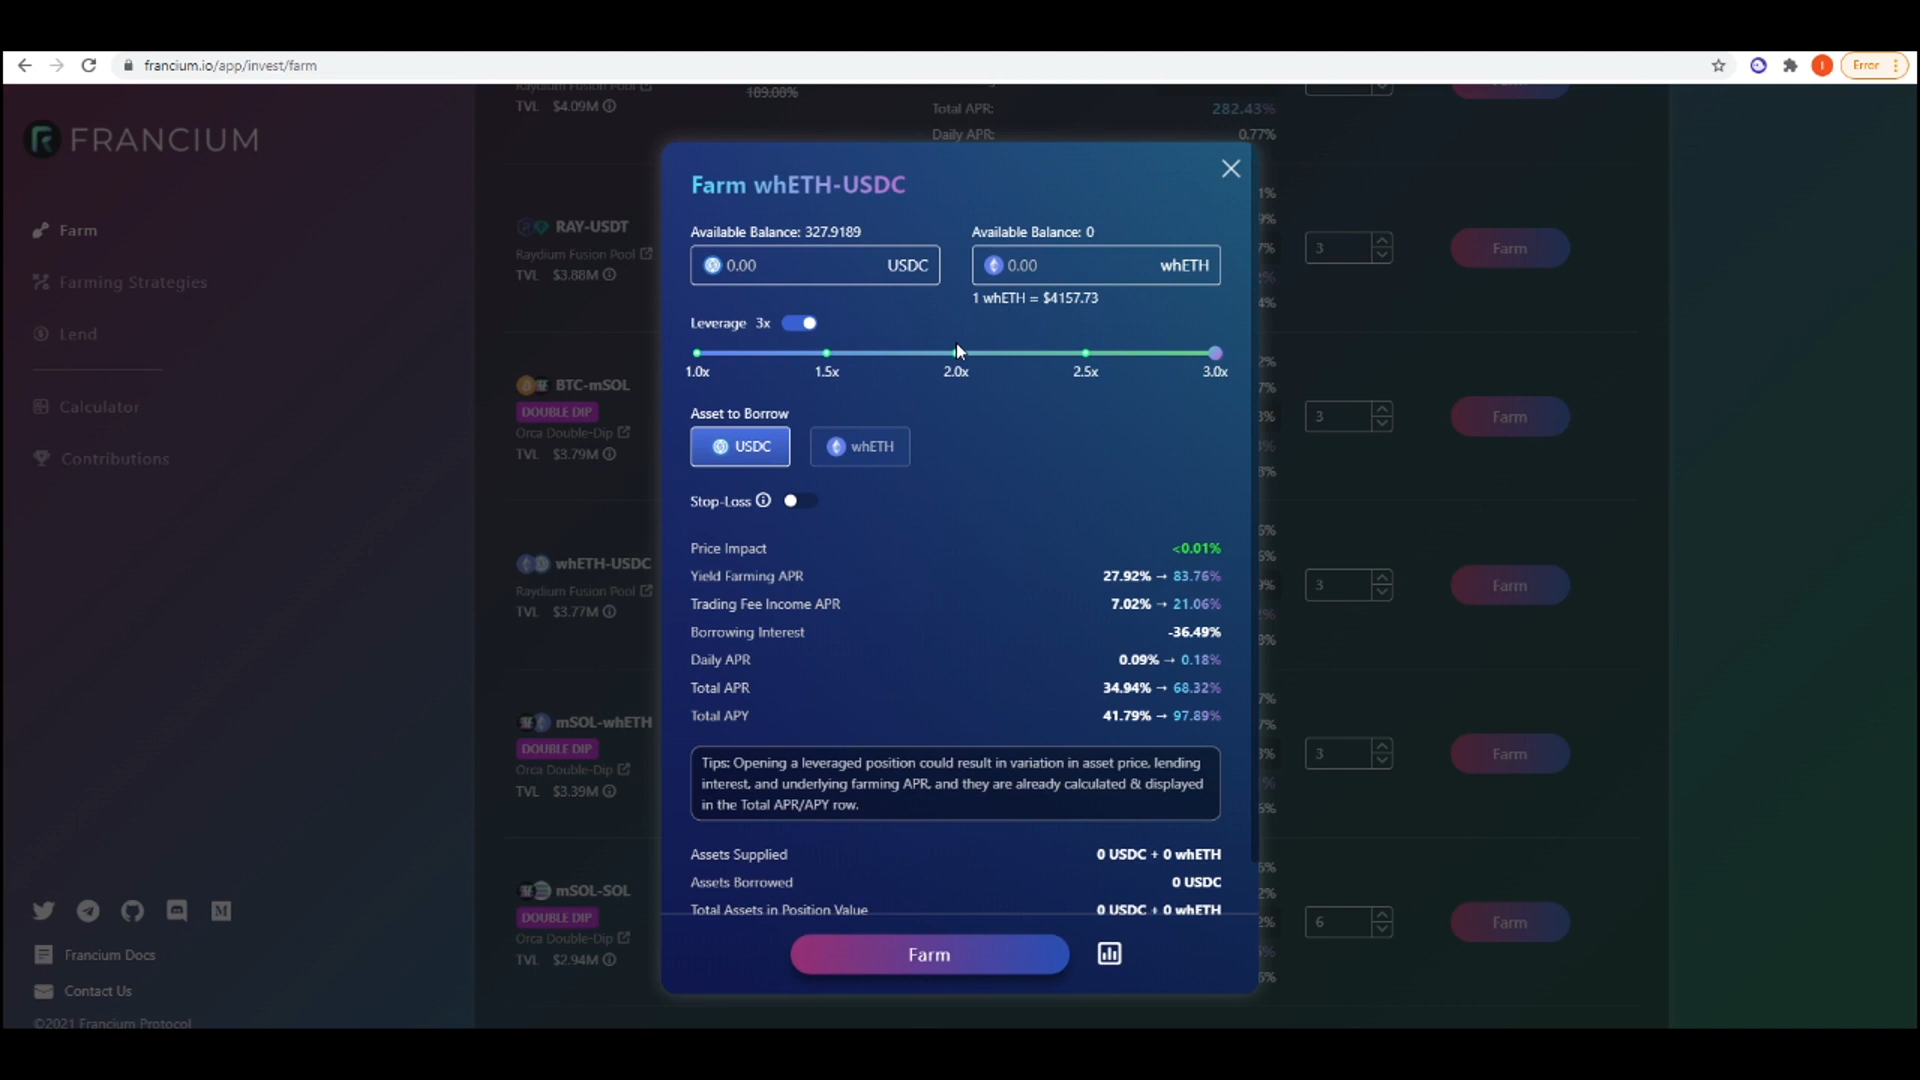 francium.io/app/invest/farm
Error
FRANCIUM
Farm
Farming Strategies
Lend
Calculator
Contributions
Francium Docs
Contact Us
©2021 Francium Protocol
Raydium Fusion Pool
TVL $4.09M
189.08%
Total APR: 282.43%
Daily APR: 0.77%
RAY-USDT
Raydium Fusion Pool
TVL $3.88M
3
Farm
BTC-mSOL
DOUBLE DIP
Orca Double-Dip
TVL $3.79M
3
Farm
whETH-USDC
Raydium Fusion Pool
TVL $3.77M
3
Farm
mSOL-whETH
DOUBLE DIP
Orca Double-Dip
TVL $3.39M
3
Farm
mSOL-SOL
DOUBLE DIP
Orca Double-Dip
TVL $2.94M
6
Farm
Farm whETH-USDC
Available Balance: 327.9189
0.00 USDC
Available Balance: 0
0.00 whETH
1 whETH = $4157.73
Leverage 3x
1.0x 1.5x 2.0x 2.5x 3.0x
Asset to Borrow
USDC whETH
Stop-Loss
Price Impact <0.01%
Yield Farming APR 27.92% → 83.76%
Trading Fee Income APR 7.02% → 21.06%
Borrowing Interest -36.49%
Daily APR 0.09% → 0.18%
Total APR 34.94% → 68.32%
Total APY 41.79% → 97.89%
Tips: Opening a leveraged position could result in variation in asset price, lending
interest, and underlying farming APR, and they are already calculated & displayed
in the Total APR/APY row.
Assets Supplied 0 USDC + 0 whETH
Assets Borrowed 0 USDC
Total Assets in Position Value 0 USDC + 0 whETH
Farm